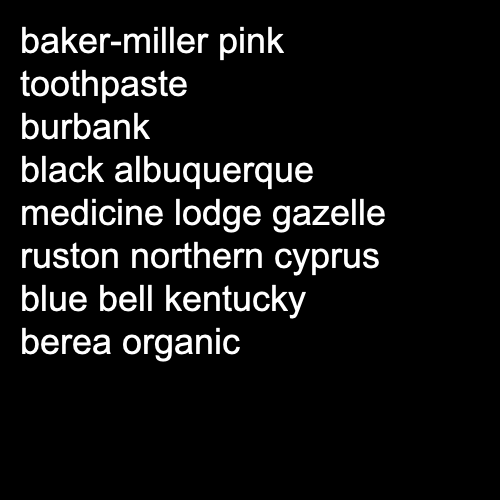 baker-miller pink
toothpaste
burbank
black albuquerque
medicine lodge gazelle
ruston northern cyprus
blue bell kentucky
berea organic